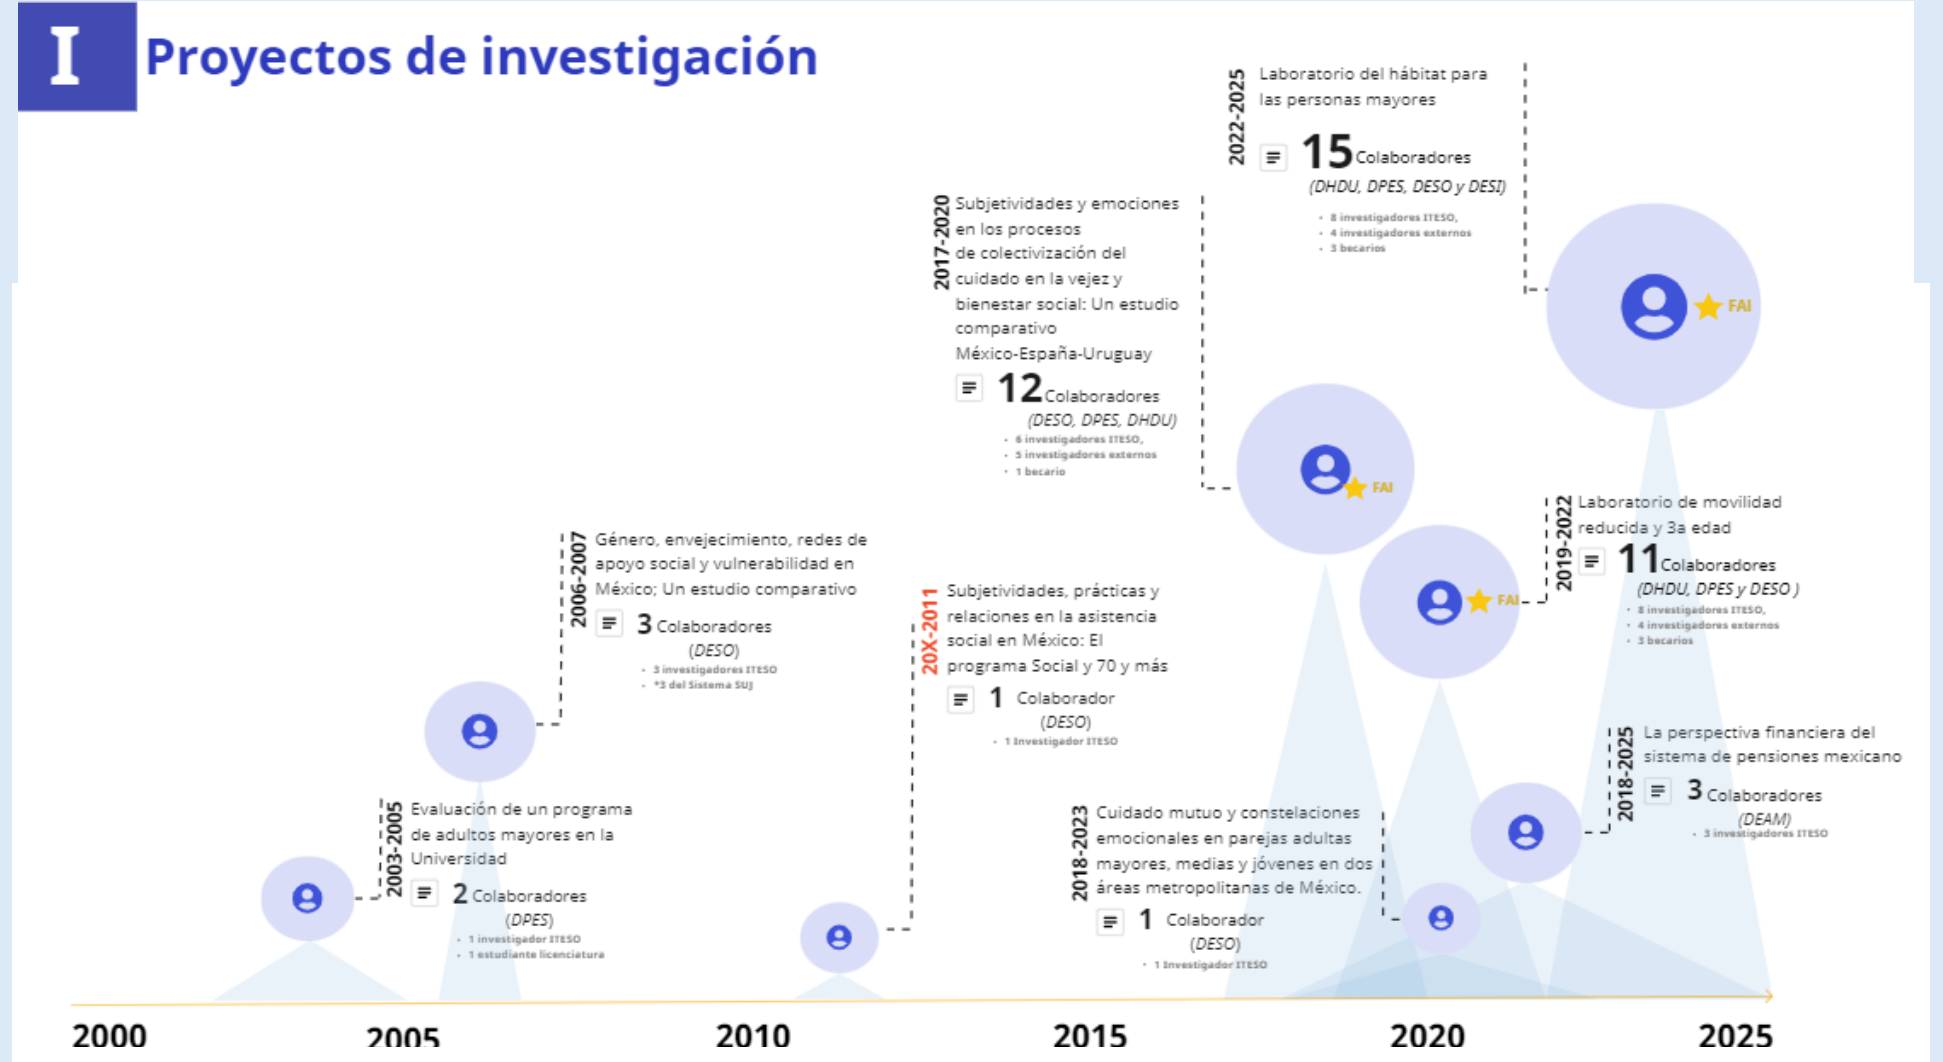 I
Proyectos de investigación
2022-2025
Laboratorio del hábitat para
las personas mayores
15 Colaboradores
(DHDU, DPES, DESO y DESI)
• 8 investigadores ITESO,
• 4 investigadores externos
• 3 becarios
FAI
2017-2020
Subjetividades y emociones
en los procesos
de colectivización del
cuidado en la vejez y
bienestar social: Un estudio
comparativo
México-España-Uruguay
12 Colaboradores
(DESO, DPES, DHDU)
• 6 investigadores ITESO,
• 5 investigadores externos
• 1 becario
FAI
2019-2022
Laboratorio de movilidad
reducida y 3a edad
11 Colaboradores
(DHDU, DPES y DESO )
• 8 investigadores ITESO,
• 4 investigadores externos
• 3 becarios
FAI
2006-2007
Género, envejecimiento, redes de
apoyo social y vulnerabilidad en
México; Un estudio comparativo
3 Colaboradores
(DESO)
• 3 investigadores ITESO
• *3 del Sistema SUJ
20X-2011
Subjetividades, prácticas y
relaciones en la asistencia
social en México: El
programa Social y 70 y más
1 Colaborador
(DESO)
• 1 Investigador ITESO
2018-2025
La perspectiva financiera del
sistema de pensiones mexicano
3 Colaboradores
(DEAM)
• 3 investigadores ITESO
2003-2005
Evaluación de un programa
de adultos mayores en la
Universidad
2 Colaboradores
(DPES)
• 1 investigador ITESO
• 1 estudiante licenciatura
2018-2023
Cuidado mutuo y constelaciones
emocionales en parejas adultas
mayores, medias y jóvenes en dos
áreas metropolitanas de México.
1 Colaborador
(DESO)
• 1 Investigador ITESO
2000 2005 2010 2015 2020 2025